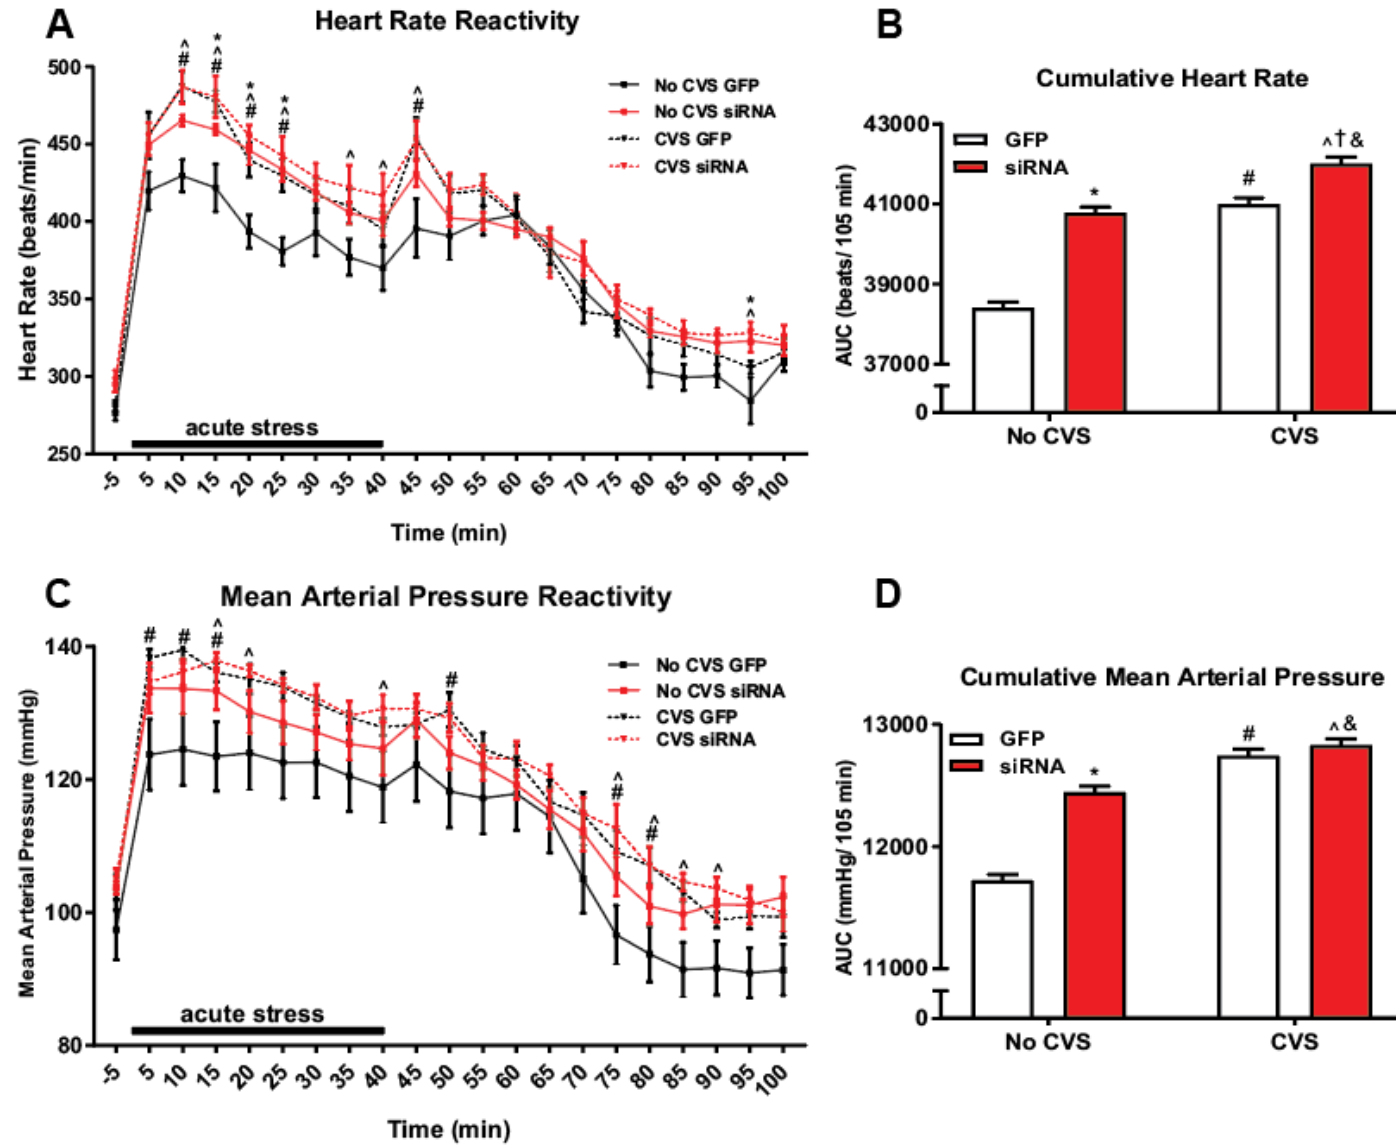 A
Heart Rate Reactivity
^
#
*
^
#
*
^
#
*
^
#
^
^
^
#
*
^
No CVS GFP
No CVS siRNA
CVS GFP
CVS siRNA
500
450
400
350
300
250
Heart Rate (beats/min)
acute stress
-5 5 10 15 20 25 30 35 40 45 50 55 60 65 70 75 80 85 90 95 100
Time (min)
B
Cumulative Heart Rate
GFP
siRNA
43000
41000
39000
37000
0
AUC (beats/ 105 min)
*
#
^†&
No CVS CVS
C
Mean Arterial Pressure Reactivity
#
#
^
#
^
^
#
^
#
^
#
^
^
No CVS GFP
No CVS siRNA
CVS GFP
CVS siRNA
140
120
100
80
Mean Arterial Pressure (mmHg)
acute stress
-5 5 10 15 20 25 30 35 40 45 50 55 60 65 70 75 80 85 90 95 100
Time (min)
D
Cumulative Mean Arterial Pressure
GFP
siRNA
13000
12000
11000
0
AUC (mmHg/ 105 min)
*
#
^&
No CVS CVS